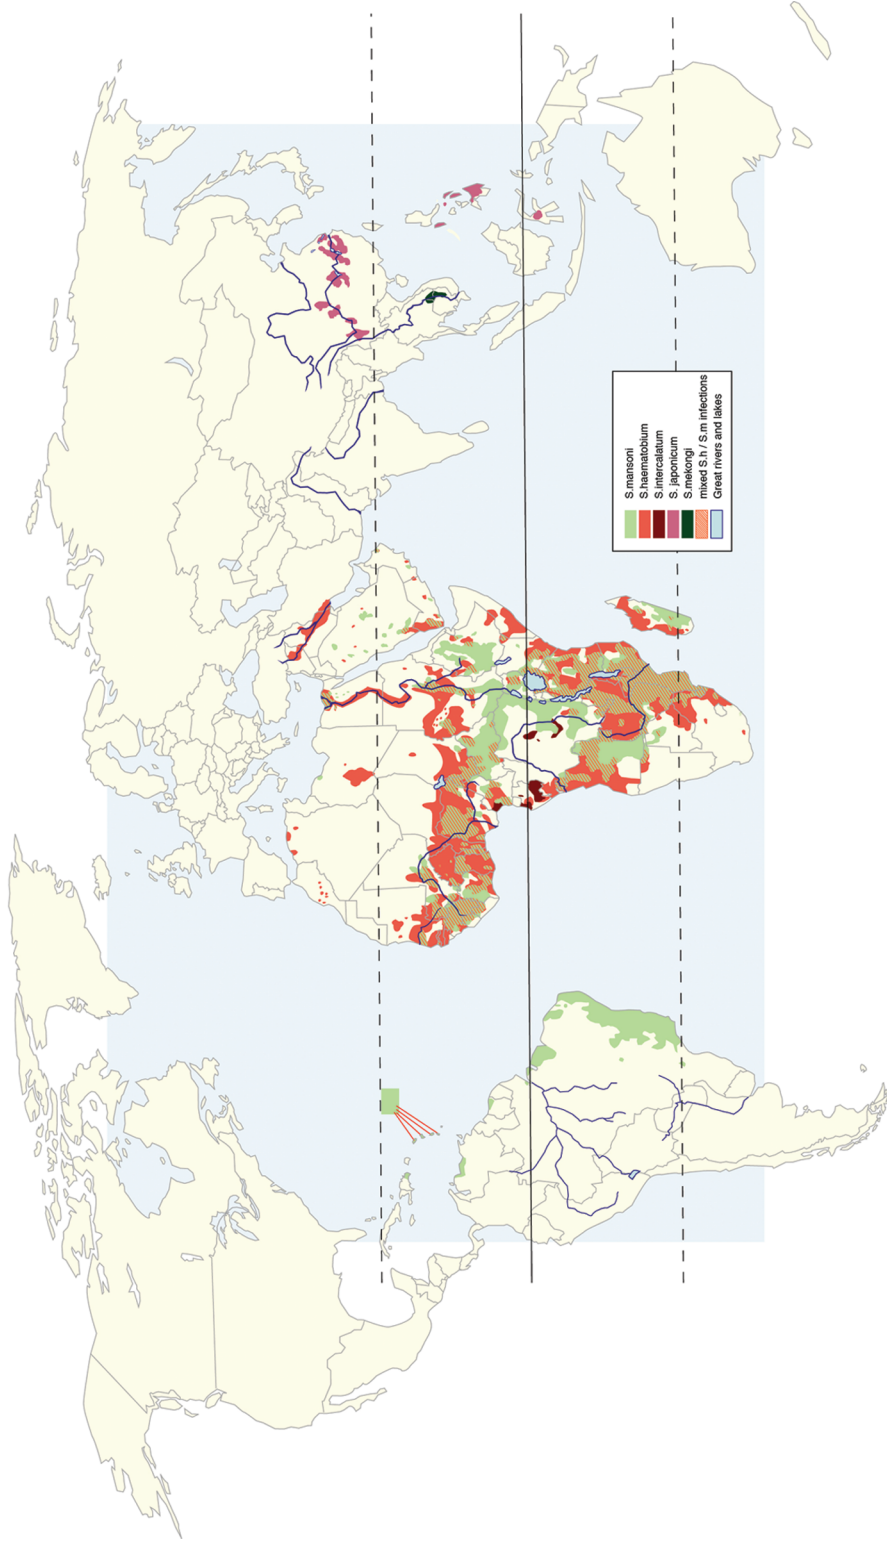 S.mansoni
S.haematobium
S.intercalatum
S. japonicum
S.mekongi
mixed S.h / S.m infections
Great rivers and lakes